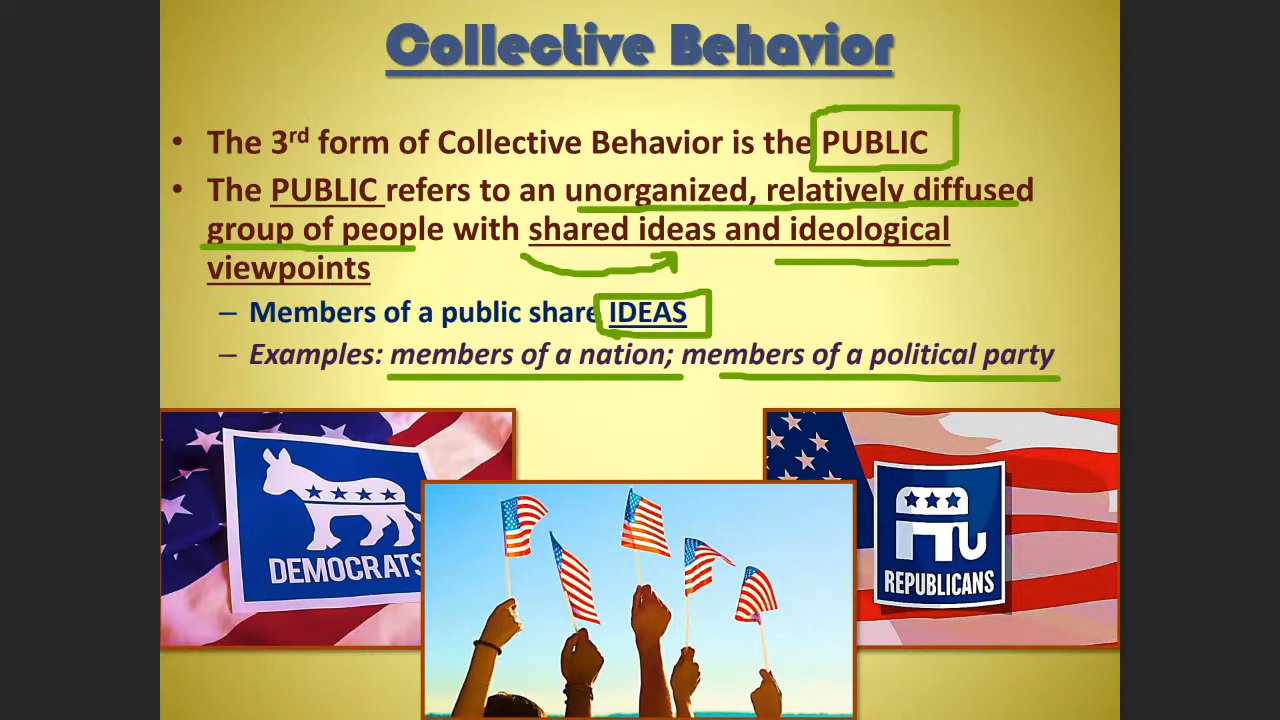 Collective Behavior
• The 3rd form of Collective Behavior is the PUBLIC
• The PUBLIC refers to an unorganized, relatively diffused
group of people with shared ideas and ideological
viewpoints
– Members of a public share IDEAS
– Examples: members of a nation; members of a political party
DEMOCRATS
REPUBLICANS